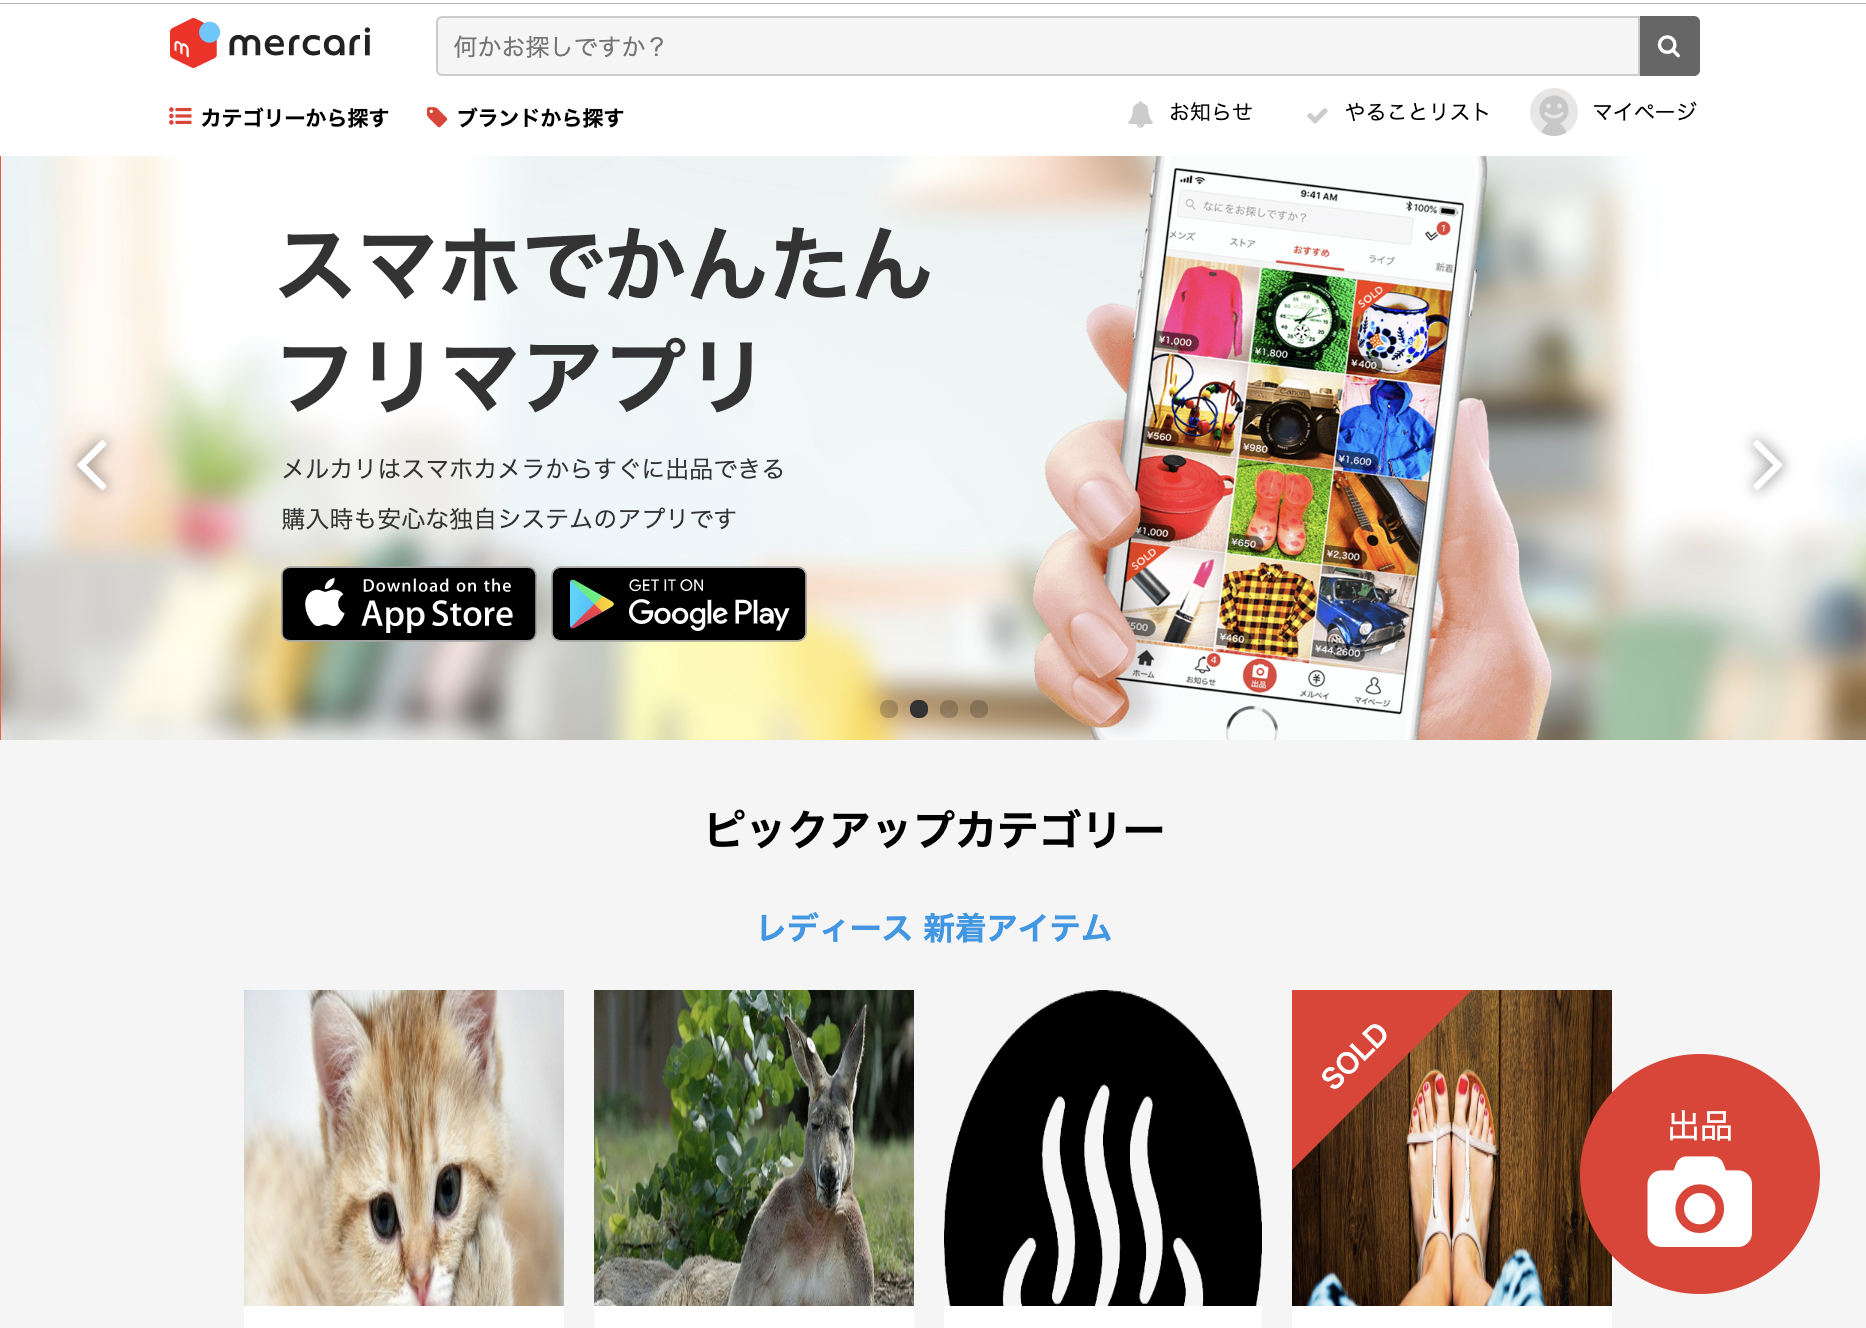 mercari
何かお探しですか？
カテゴリーから探す
ブランドから探す
お知らせ
やることリスト
マイページ
スマホでかんたん
フリマアプリ
メルカリはスマホカメラからすぐに出品できる
購入時も安心な独自システムのアプリです
Download on the
App Store
GET IT ON
Google Play
9:41 AM
100%
なにをお探しですか？
1
メンズ
ストア
おすすめ
ライブ
新着
SOLD
¥1,000
¥1,800
¥400
¥560
¥980
¥1,600
¥1,000
¥650
¥2,300
SOLD
500
¥460
¥44,2600
ホーム
4
お知らせ
出品
メルペイ
マイページ
ピックアップカテゴリー
レディース 新着アイテム
SOLD
出品